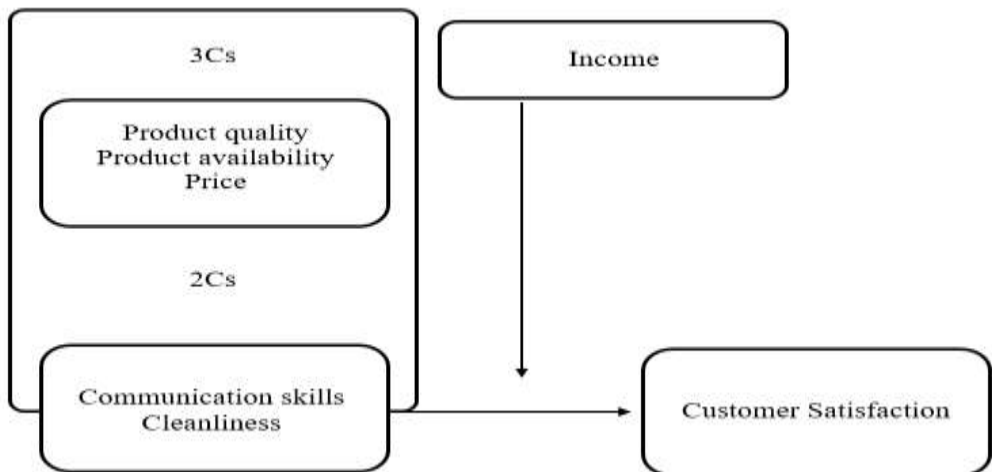 3Cs
Income
Product quality
Product availability
Price
2Cs
Communication skills
Cleanliness
Customer Satisfaction